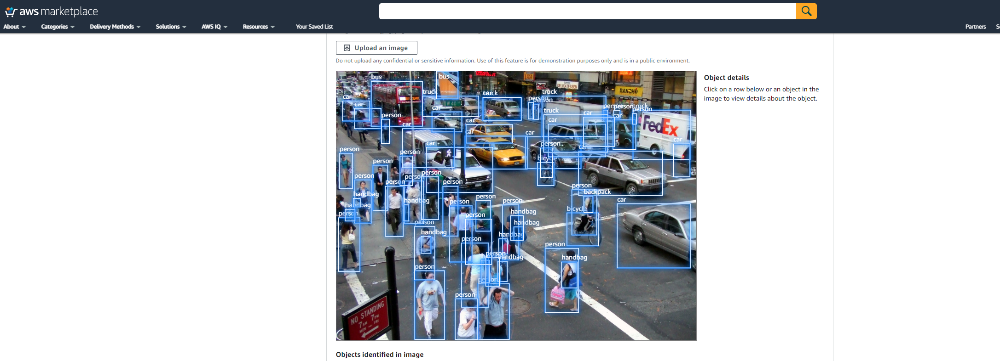 aws marketplace
About
Categories
Delivery Methods
Solutions
AWS IQ
Resources
Your Saved List
Partners
Upload an image
Do not upload any confidential or sensitive information. Use of this feature is for demonstration purposes only and is in a public environment.
Object details
Click on a row below or an object in the
image to view details about the object.
bus
bus
DELICATESSEN
RANCHO
truck
truck
truck
car
person
person
W 40
car
car
person
person
truck
person
truck
car
car
person
car
car
car
FedEx
Express
car
car
car
car
person
car
person
person
person
bicycle
person
person
person
person
person
person
person
backpack
handbag
person
person
person
car
handbag
handbag
person
handbag
bicycle
person
person
handbag
handbag
handbag
handbag
person
person
person
handbag
handbag
person
person
person
NO STANDING
7AM 7PM
MON FRI
Objects identified in image